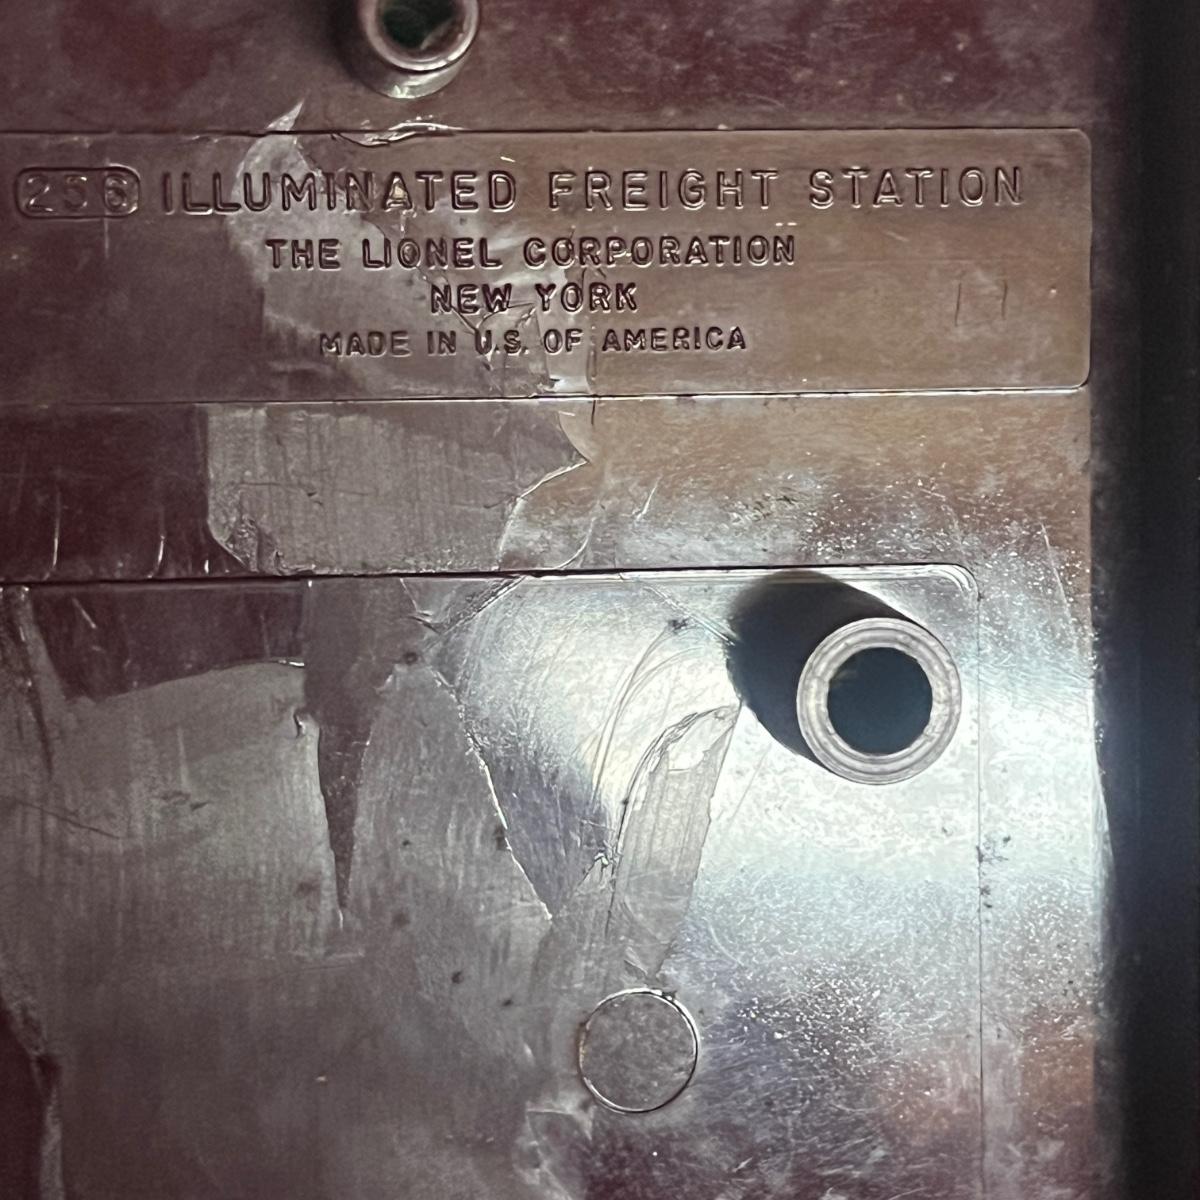 256 ILLUMINATED FREIGHT STATION
THE LIONEL CORPORATION
NEW YORK
MADE IN U.S. OF AMERICA